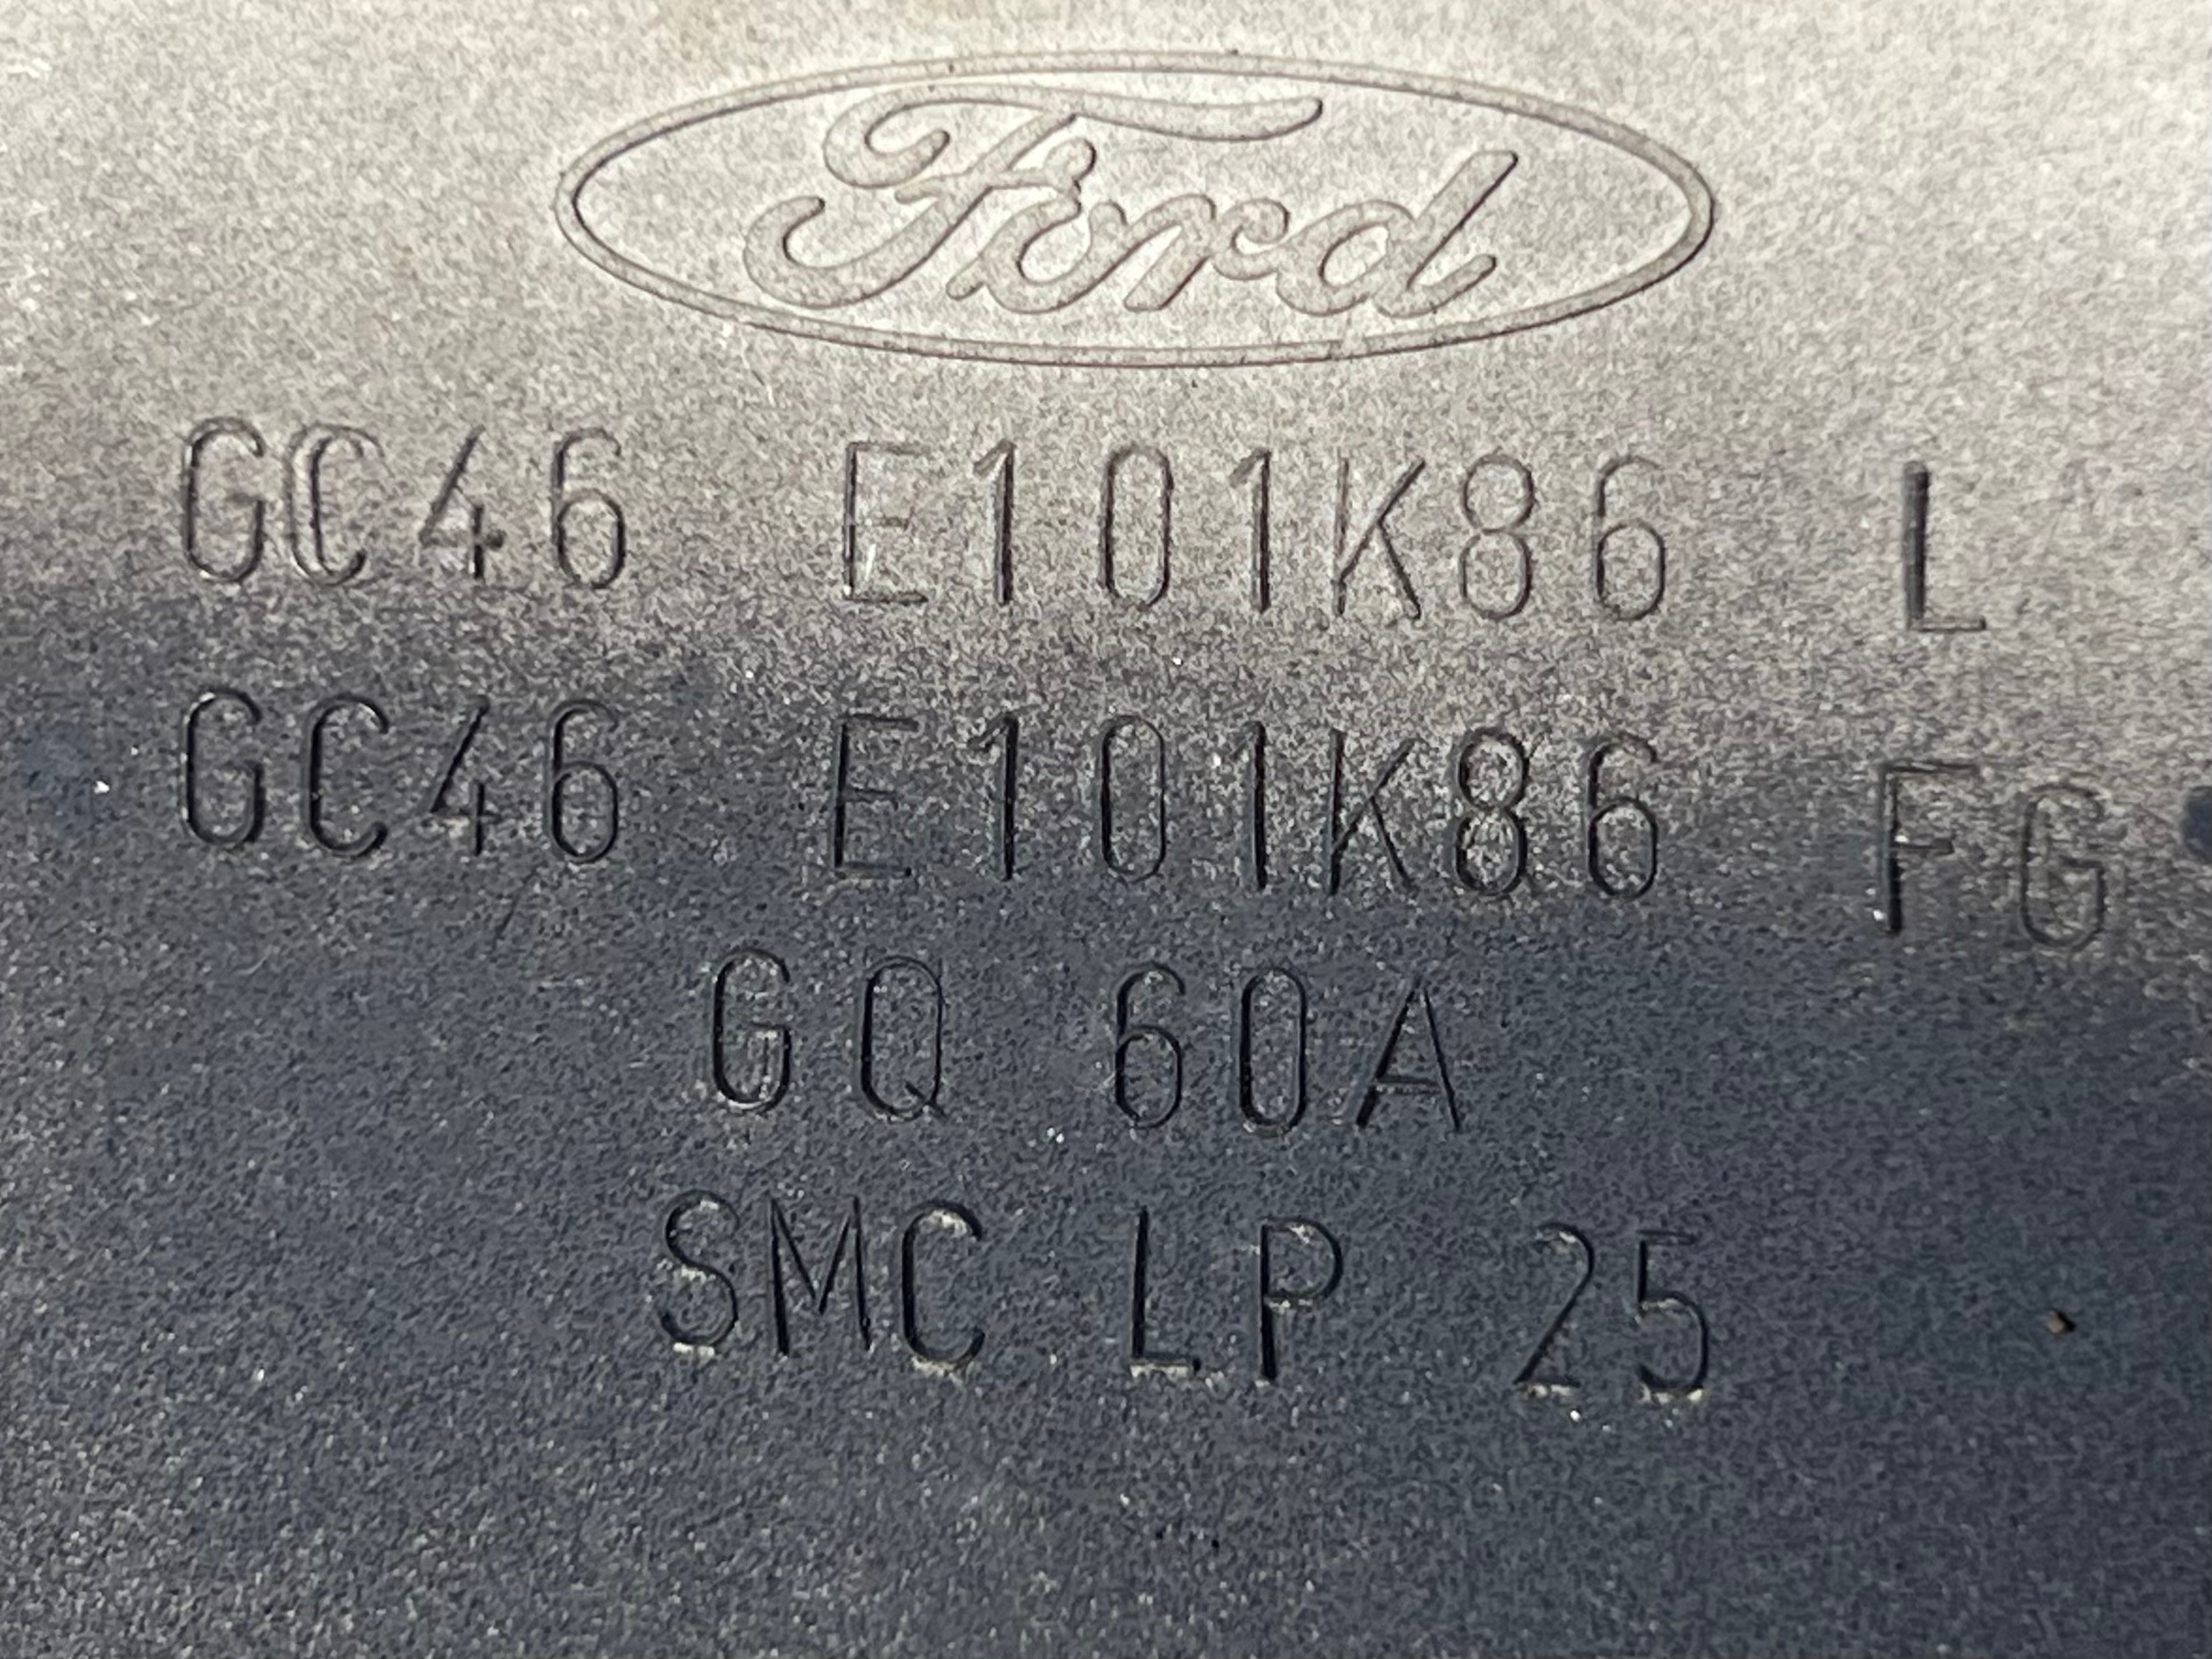 Ford
GC46 E101K86 L
GC46 E101K86 FG
GQ 60A
SMC LP 25